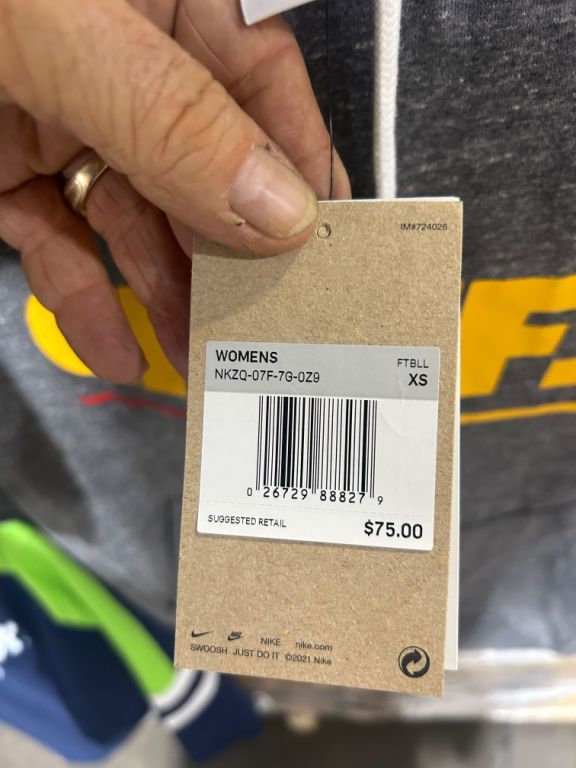 IM#724026
WOMENS FTBLL
NKZQ-07F-7G-0Z9 XS
0 26729 88827 9
SUGGESTED RETAIL $75.00
NIKE nike.com
SWOOSH JUST DO IT ©2021 Nike